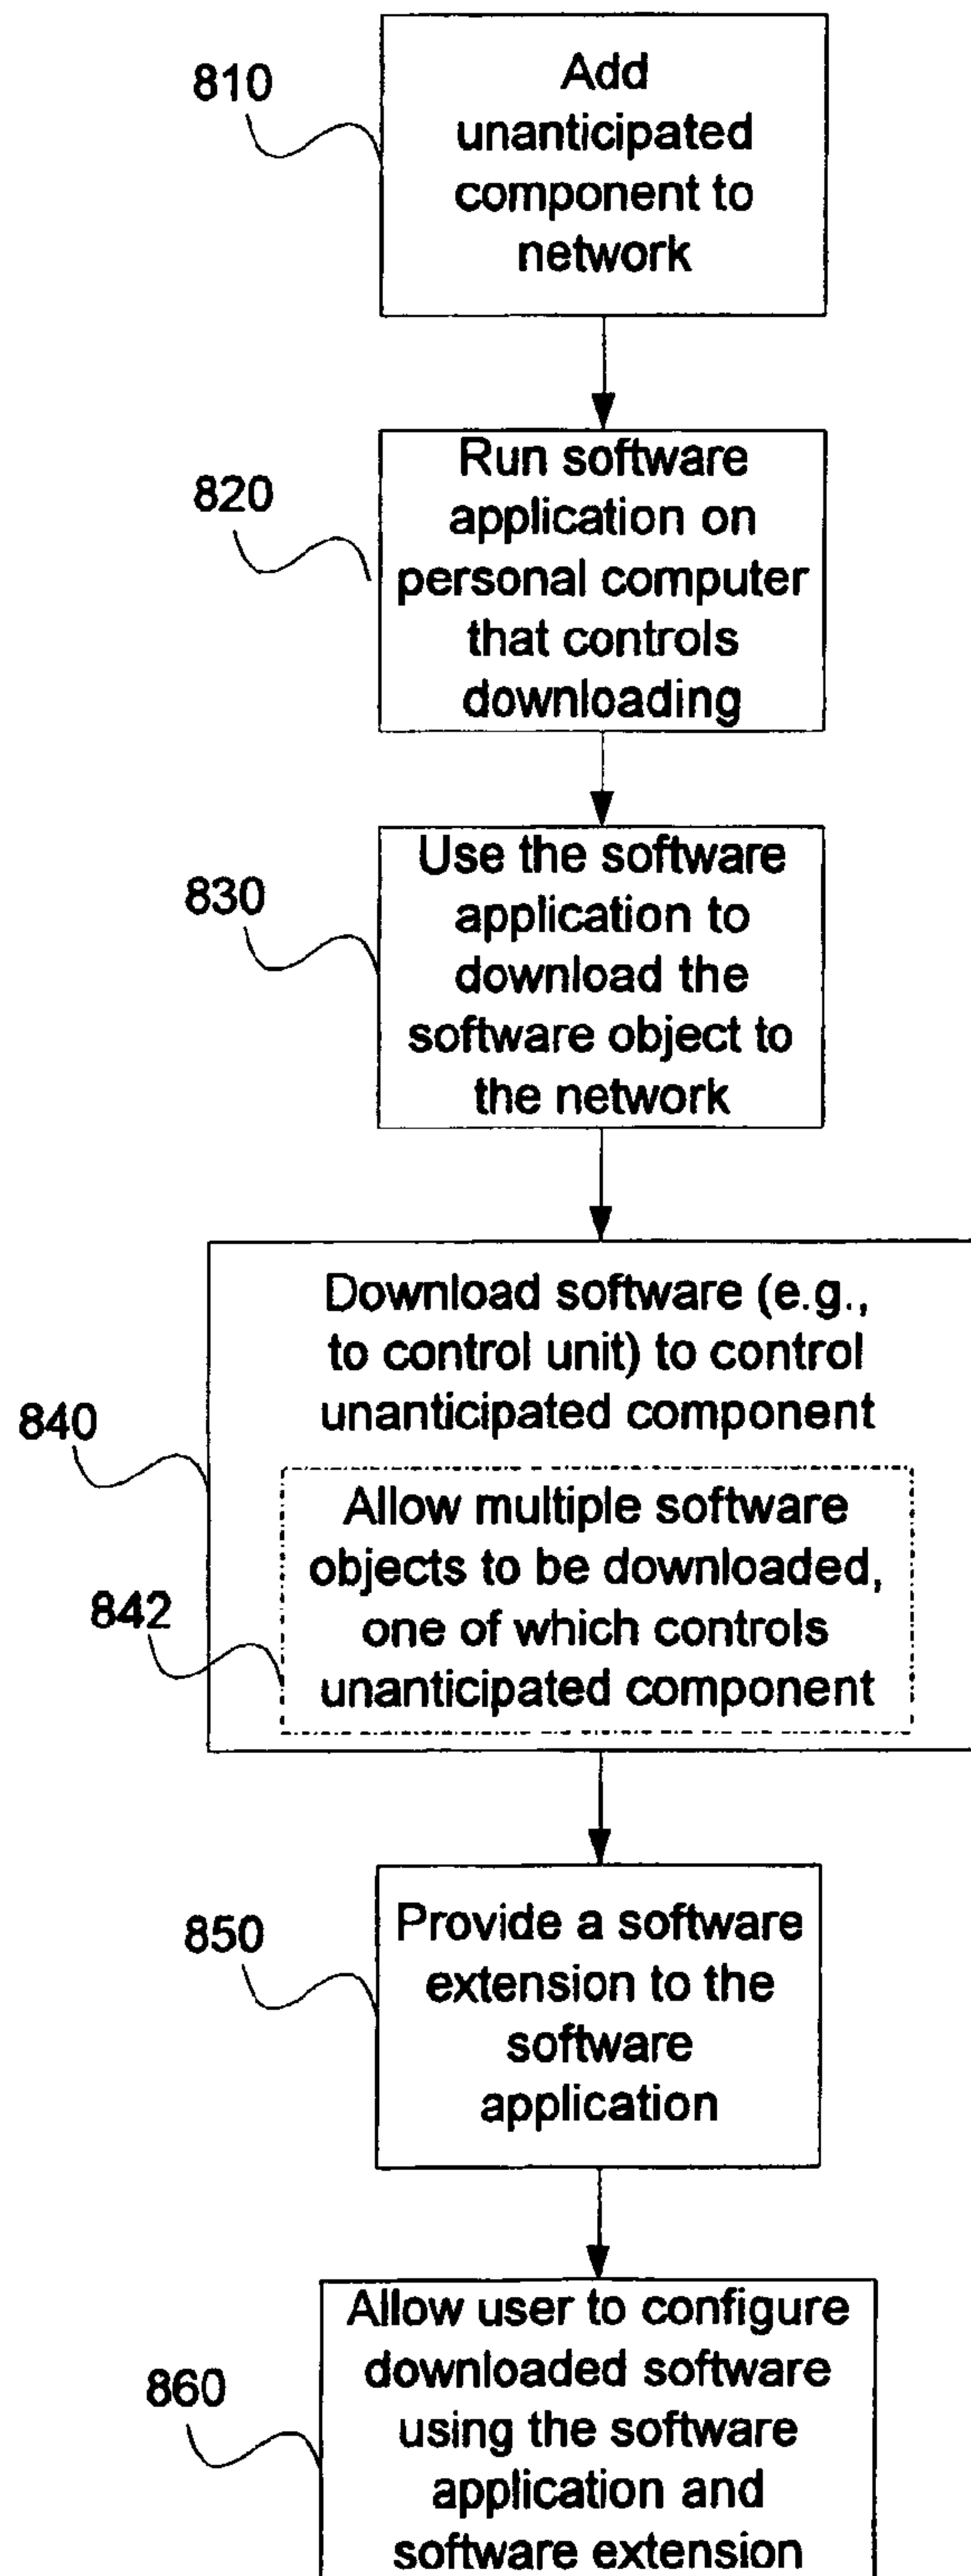 810
Add
unanticipated
component to
network
820
Run software
application on
personal computer
that controls
downloading
830
Use the software
application to
download the
software object to
the network
840
Download software (e.g.,
to control unit) to control
unanticipated component
842
Allow multiple software
objects to be downloaded,
one of which controls
unanticipated component
850
Provide a software
extension to the
software
application
860
Allow user to configure
downloaded software
using the software
application and
software extension